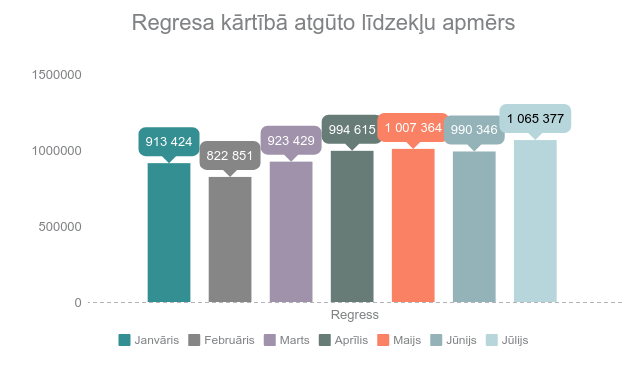 Regresa kārtībā atgūto līdzekļu apmērs
1500000
1000000
500000
0
913 424
822 851
923 429
994 615
1 007 364
990 346
1 065 377
Regress
Janvāris Februāris Marts Aprīlis Maijs Jūnijs Jūlijs